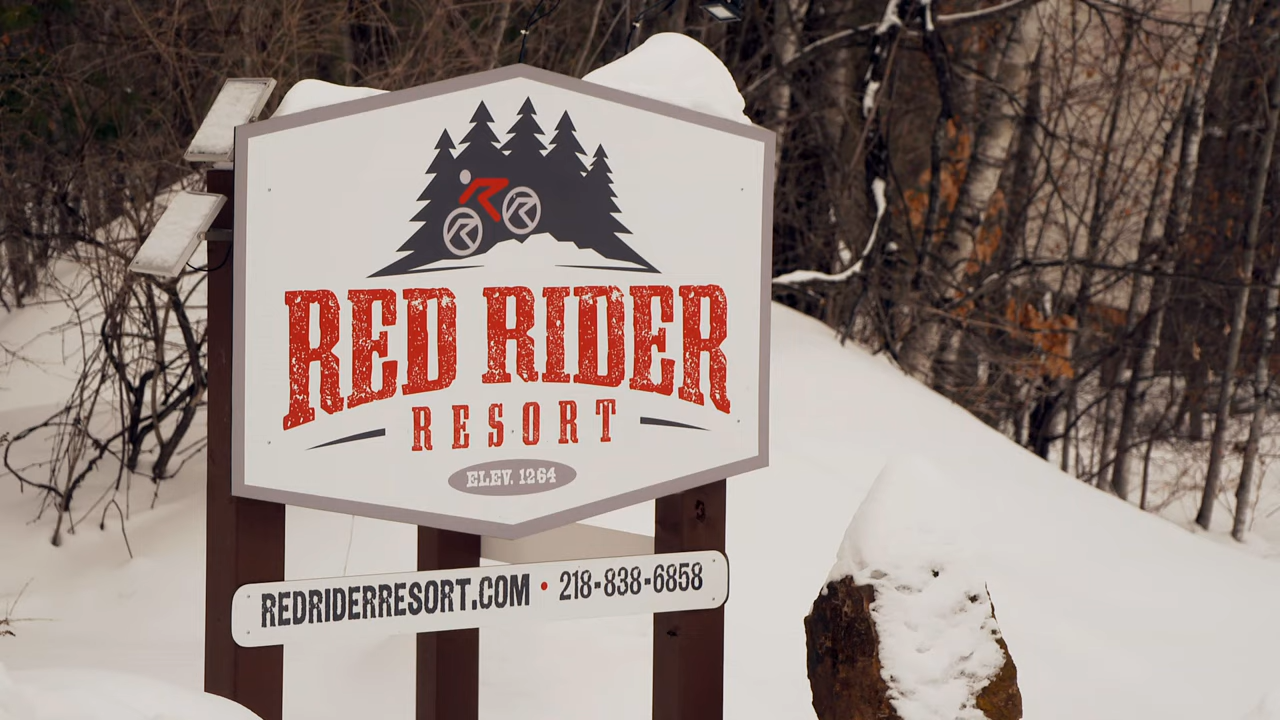 RED RIDER
RESORT
ELEV. 1264
REDRIDERRESORT.COM • 218-838-6858